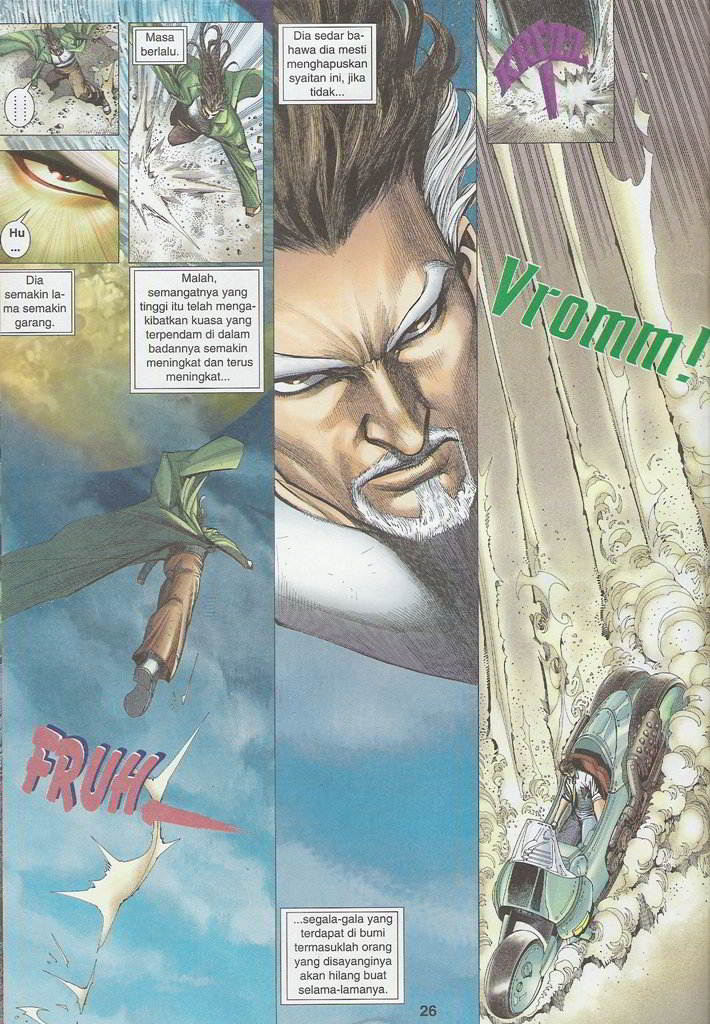 .......
Hu
...
Dia
semakin la-
ma semakin
garang.
Masa
berlalu.
Malah,
semangatnya yang
tinggi itu telah menga-
kibatkan kuasa yang
terpendam di dalam
badannya semakin
meningkat dan terus
meningkat...
FRUH
Dia sedar ba-
hawa dia mesti
menghapuskan
syaitan ini, jika
tidak...
...segala-gala yang
terdapat di bumi
termasuklah orang
yang disayanginya
akan hilang buat
selama-lamanya.
Vromm!
26